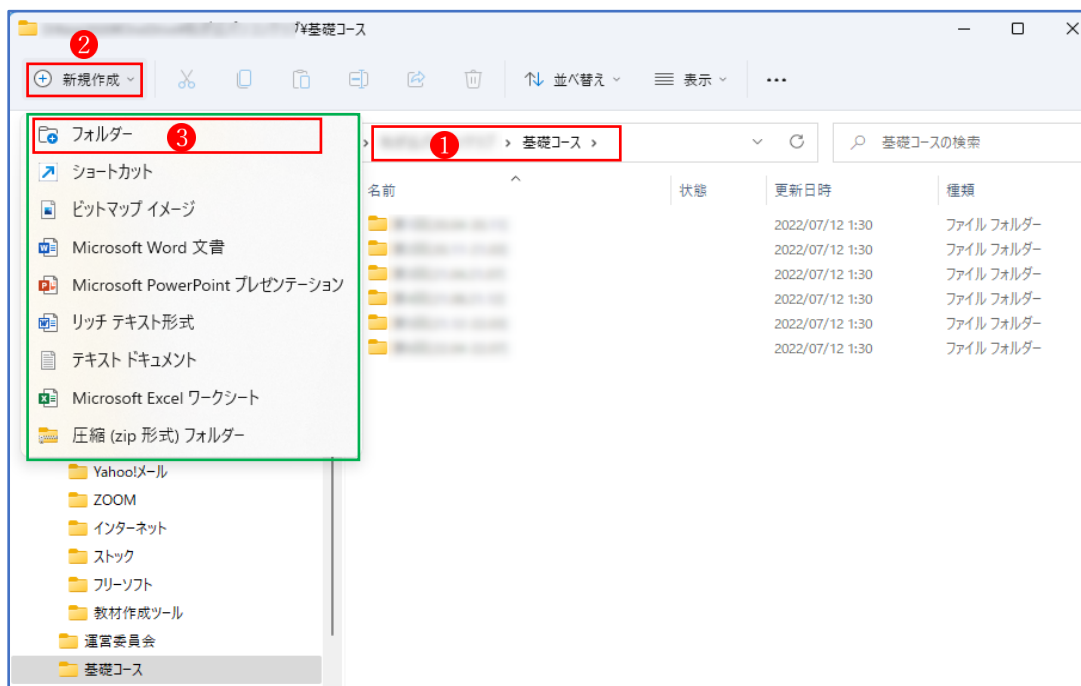 ¥基礎コース
2
新規作成
並べ替え
表示
...
フォルダー
3
1
基礎コース
基礎コースの検索
ショートカット
ビットマップ イメージ
Microsoft Word 文書
Microsoft PowerPoint プレゼンテーション
リッチ テキスト形式
テキスト ドキュメント
Microsoft Excel ワークシート
圧縮 (zip 形式) フォルダー
名前 状態 更新日時 種類
2022/07/12 1:30 ファイル フォルダー
2022/07/12 1:30 ファイル フォルダー
2022/07/12 1:30 ファイル フォルダー
2022/07/12 1:30 ファイル フォルダー
2022/07/12 1:30 ファイル フォルダー
2022/07/12 1:30 ファイル フォルダー
Yahoo!メール
ZOOM
インターネット
ストック
フリーソフト
教材作成ツール
運営委員会
基礎コース